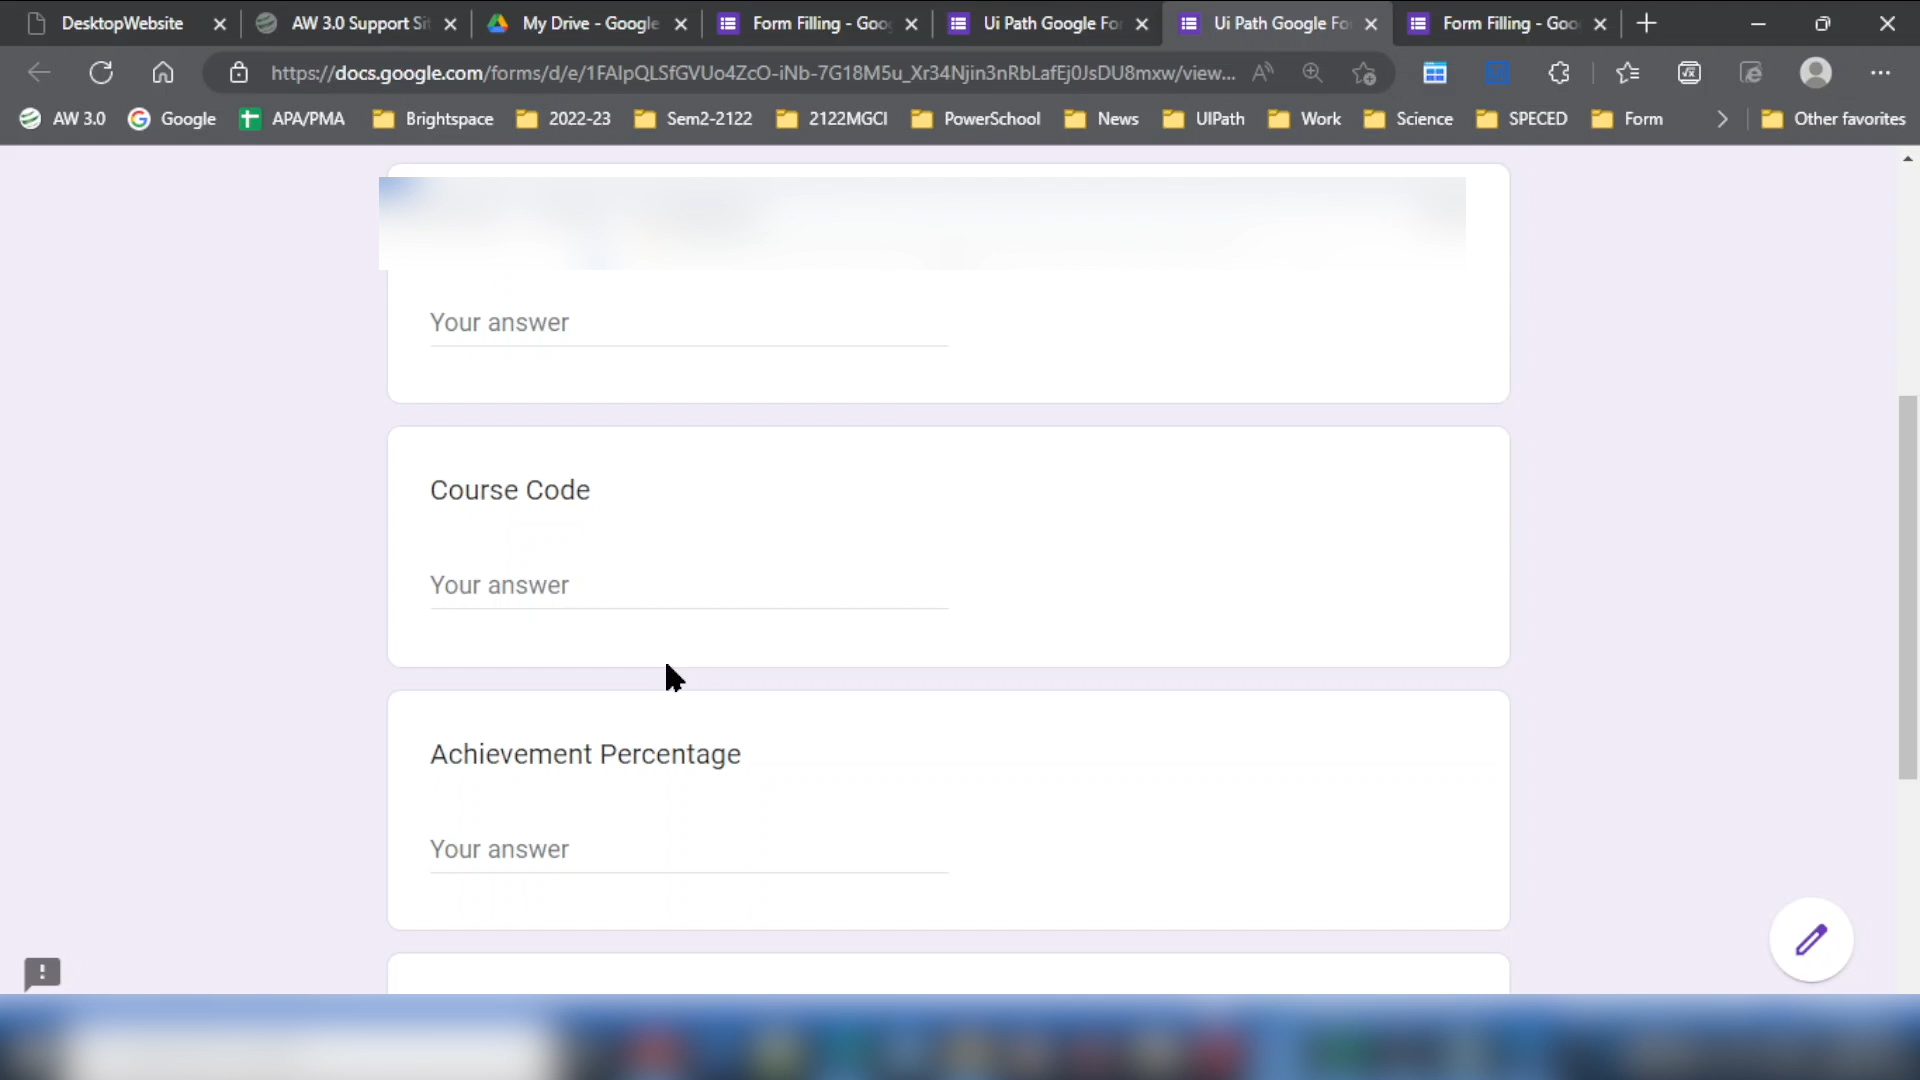 DesktopWebsite
AW 3.0 Support Sit
My Drive - Google
Form Filling - Goog
Ui Path Google For
Ui Path Google Fo
Form Filling - Goo
https://docs.google.com/forms/d/e/1FAIpQLSfGVUo4ZcO-iNb-7G18M5u_Xr34Njin3nRbLafEj0JsDU8mxw/view...
AW 3.0
Google
APA/PMA
Brightspace
2022-23
Sem2-2122
2122MGCI
PowerSchool
News
UIPath
Work
Science
SPECED
Form
Other favorites
Your answer
Course Code
Your answer
Achievement Percentage
Your answer